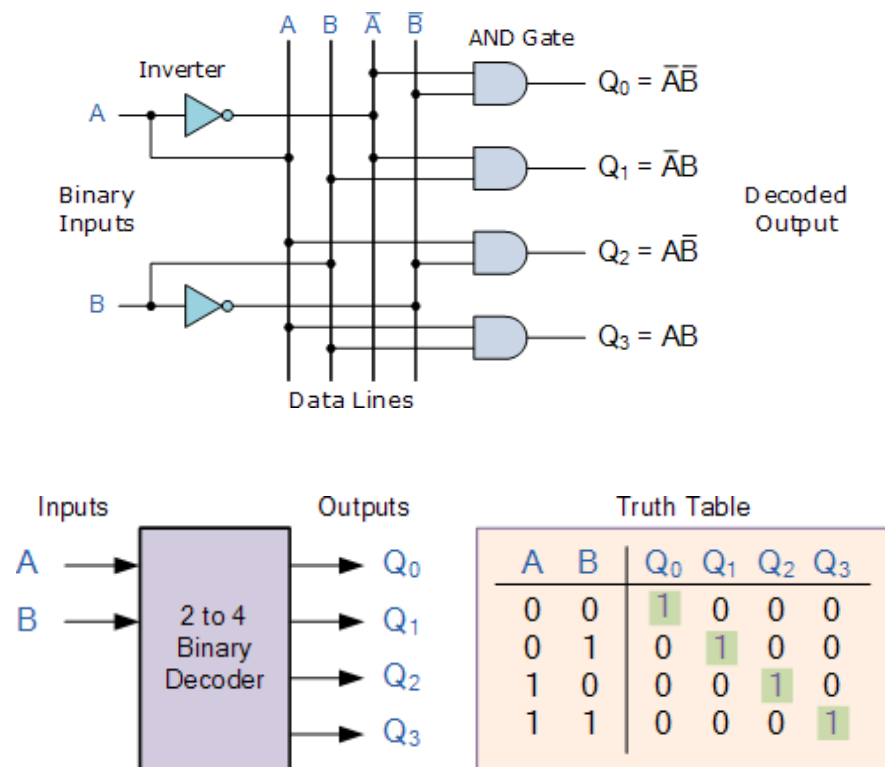 A B A̅ B̅
AND Gate
Inverter
Q₀ = A̅B̅
A
Q₁ = A̅B
Binary
Inputs
Decoded
Output
Q₂ = AB̅
B
Q₃ = AB
Data Lines
Inputs
Outputs
Truth Table
A
B
2 to 4
Binary
Decoder
Q₀
Q₁
Q₂
Q₃
A B Q₀ Q₁ Q₂ Q₃
0 0 1 0 0 0
0 1 0 1 0 0
1 0 0 0 1 0
1 1 0 0 0 1